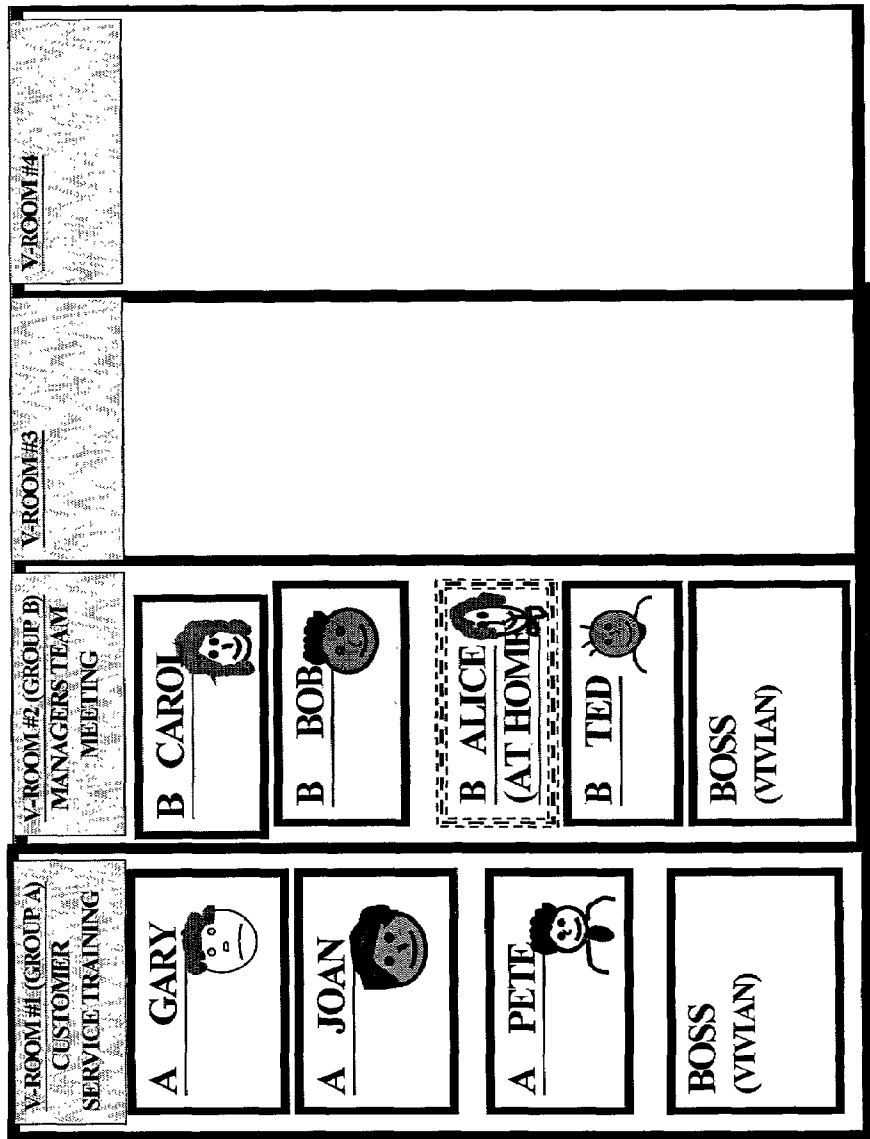 V-ROOM #1 (GROUP A)
CUSTOMER
SERVICE TRAINING
A GARY
A JOAN
A PETE
BOSS
(VIVIAN)
V-ROOM #2 (GROUP B)
MANAGERS TEAM
MEETING
B CAROL
B BOB
B ALICE
(AT HOME)
B TED
BOSS
(VIVIAN)
V-ROOM #3
V-ROOM #4